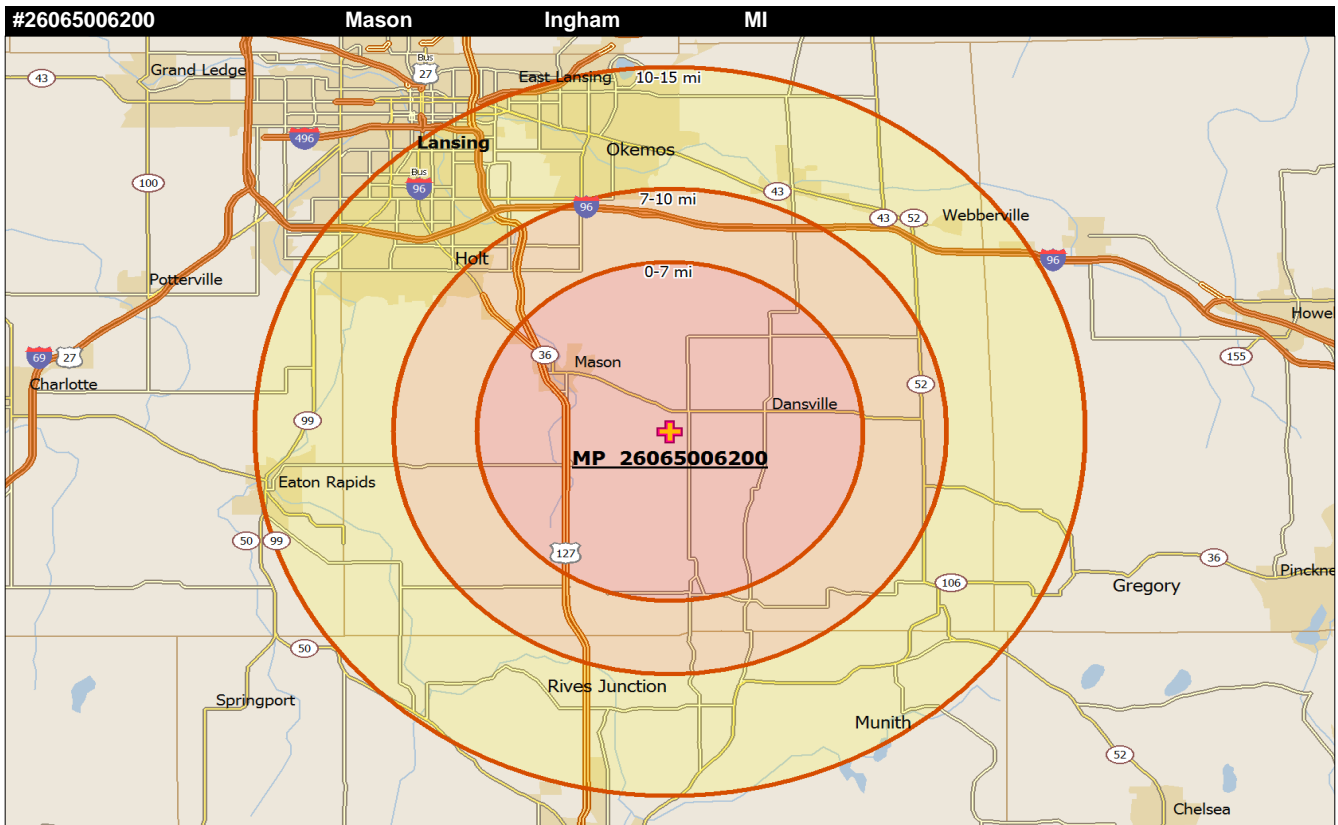 #26065006200 Mason Ingham MI
Bus
27
43
Grand Ledge
East Lansing
10-15 mi
496
Lansing
Okemos
100
Bus
96
43
7-10 mi
96
43
52
Webberville
Holt
96
0-7 mi
Potterville
Howel
69
27
36
Mason
155
Charlotte
52
Dansville
99
MP 26065006200
Eaton Rapids
50
99
127
36
Pinckne
106
Gregory
50
Rives Junction
Springport
Munith
52
Chelsea